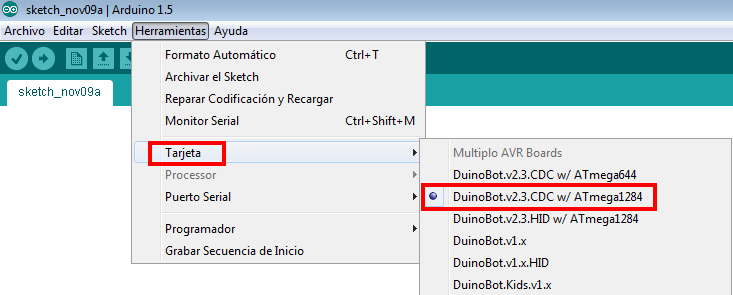 sketch_nov09a | Arduino 1.5
Archivo Editar Sketch Herramientas Ayuda
sketch_nov09a
Formato Automático Ctrl+T
Archivar el Sketch
Reparar Codificación y Recargar
Monitor Serial Ctrl+Shift+M
Tarjeta
Processor
Puerto Serial
Programador
Grabar Secuencia de Inicio
Multiplo AVR Boards
DuinoBot.v2.3.CDC w/ ATmega644
DuinoBot.v2.3.CDC w/ ATmega1284
DuinoBot.v2.3.HID w/ ATmega1284
DuinoBot.v1.x
DuinoBot.v1.x.HID
DuinoBot.Kids.v1.x